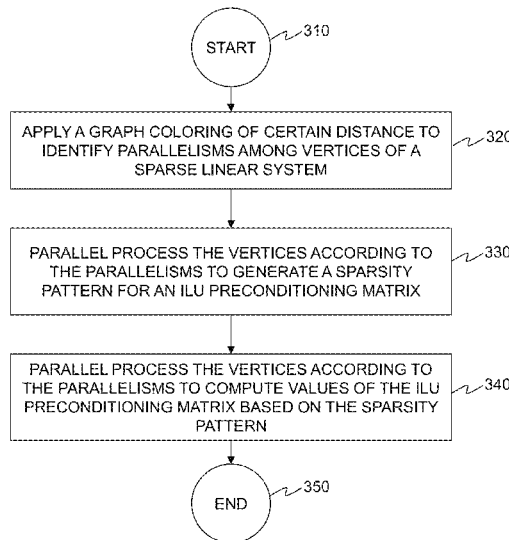 START
310
APPLY A GRAPH COLORING OF CERTAIN DISTANCE TO
IDENTIFY PARALLELISMS AMONG VERTICES OF A
SPARSE LINEAR SYSTEM
320
PARALLEL PROCESS THE VERTICES ACCORDING TO
THE PARALLELISMS TO GENERATE A SPARSITY
PATTERN FOR AN ILU PRECONDITIONING MATRIX
330
PARALLEL PROCESS THE VERTICES ACCORDING TO
THE PARALLELISMS TO COMPUTE VALUES OF THE ILU
PRECONDITIONING MATRIX BASED ON THE SPARSITY
PATTERN
340
END
350